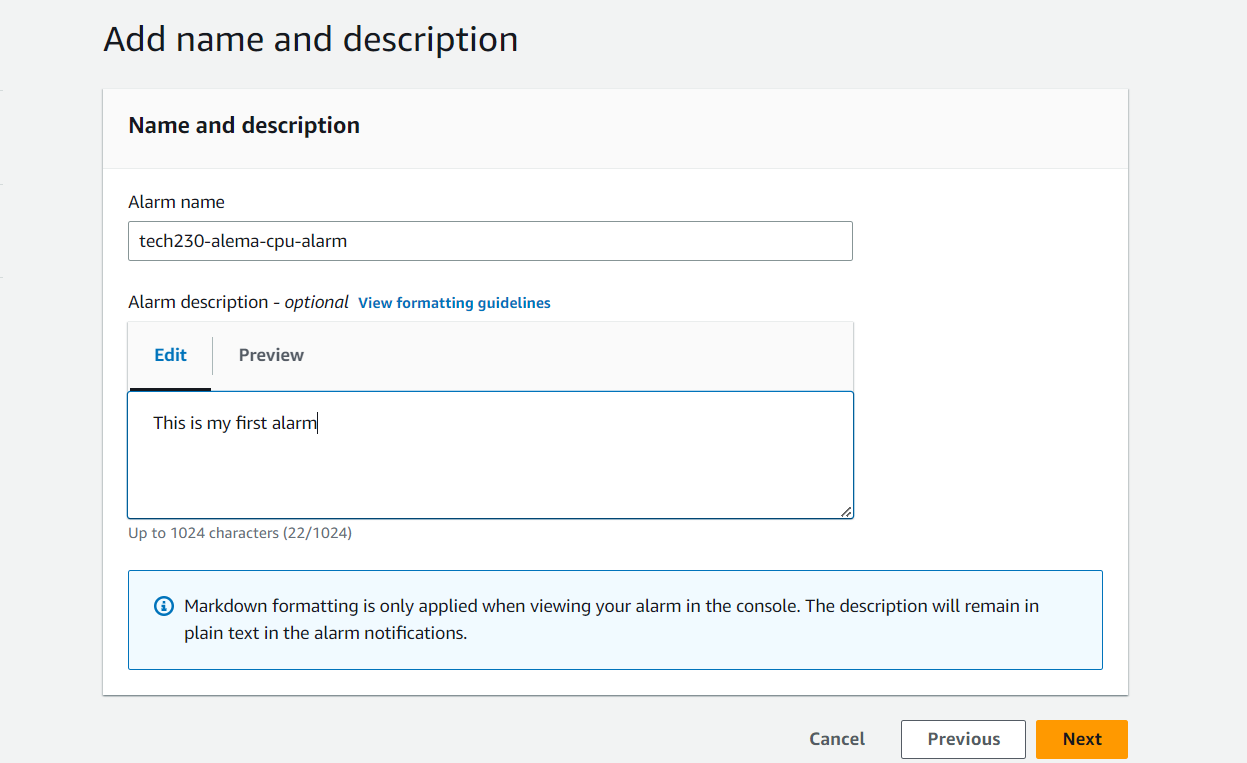 Add name and description
Name and description
Alarm name
tech230-alema-cpu-alarm
Alarm description - optional View formatting guidelines
Edit Preview
This is my first alarm
Up to 1024 characters (22/1024)
Markdown formatting is only applied when viewing your alarm in the console. The description will remain in
plain text in the alarm notifications.
Cancel Previous Next